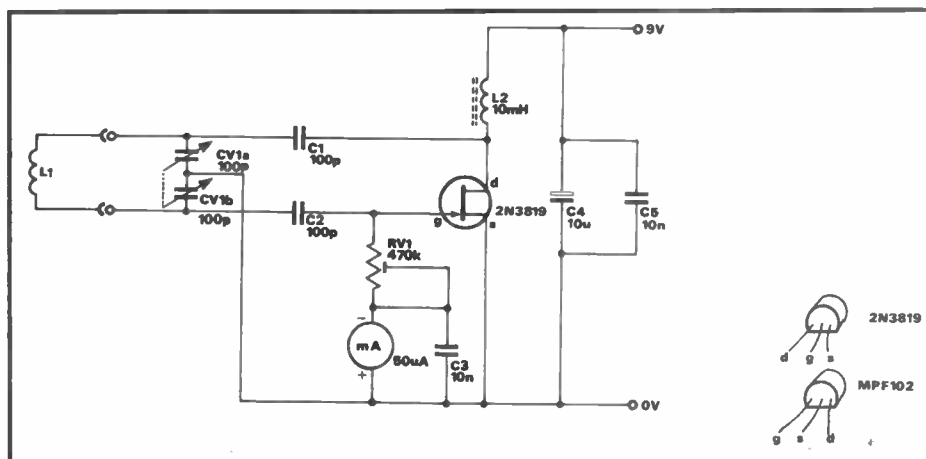 9V
L2
10mH
C1
100p
CV1a
100p
L1
CV1b
100p
C2
100p
d
g
s
2N3819
C4
10u
C5
10n
RV1
470k
-
mA
+
50uA
C3
10n
0V
2N3819
d g s
MPF102
g s d